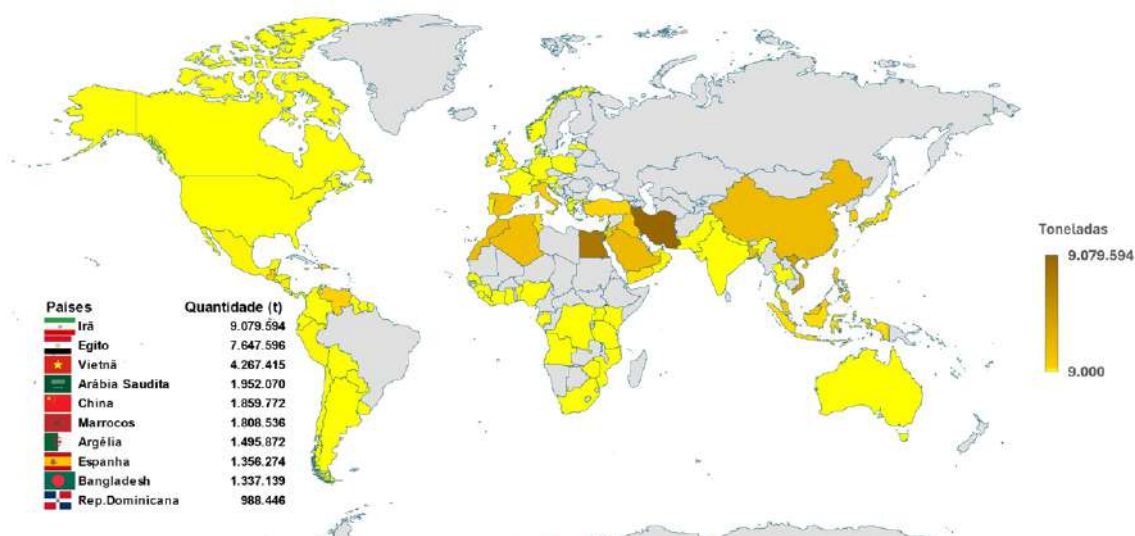 Países Quantidade (t)
Irã 9.079.594
Egito 7.647.596
Vietnã 4.267.415
Arábia Saudita 1.952.070
China 1.859.772
Marrocos 1.808.536
Argélia 1.495.872
Espanha 1.356.274
Bangladesh 1.337.139
Rep.Dominicana 988.446
Toneladas
9.079.594
9.000